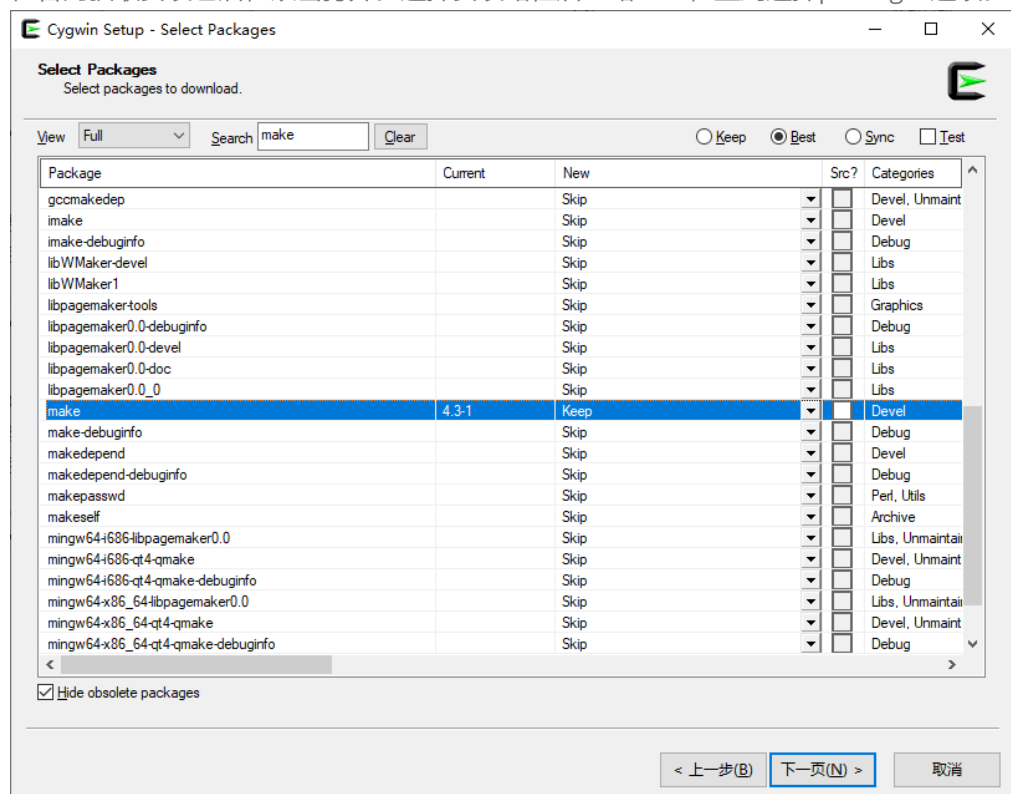 Cygwin Setup - Select Packages
Select Packages
Select packages to download.
View Full Search make Clear Keep Best Sync Test
Package Current New Src? Categories
gccmakedep Skip Devel, Unmaint
imake Skip Devel
imake-debuginfo Skip Debug
libWMaker-devel Skip Libs
libWMaker1 Skip Libs
libpagemaker-tools Skip Graphics
libpagemaker0.0-debuginfo Skip Debug
libpagemaker0.0-devel Skip Libs
libpagemaker0.0-doc Skip Libs
libpagemaker0.0_0 Skip Libs
make 4.3-1 Keep Devel
make-debuginfo Skip Debug
makedepend Skip Devel
makedepend-debuginfo Skip Debug
makepasswd Skip Perl, Utils
makeself Skip Archive
mingw64-i686-libpagemaker0.0 Skip Libs, Unmaintai
mingw64-i686-qt4-qmake Skip Devel, Unmaint
mingw64-i686-qt4-qmake-debuginfo Skip Debug
mingw64-x86_64-libpagemaker0.0 Skip Libs, Unmaintai
mingw64-x86_64-qt4-qmake Skip Devel, Unmaint
mingw64-x86_64-qt4-qmake-debuginfo Skip Debug
Hide obsolete packages
< 上一步(B) 下一页(N) > 取消